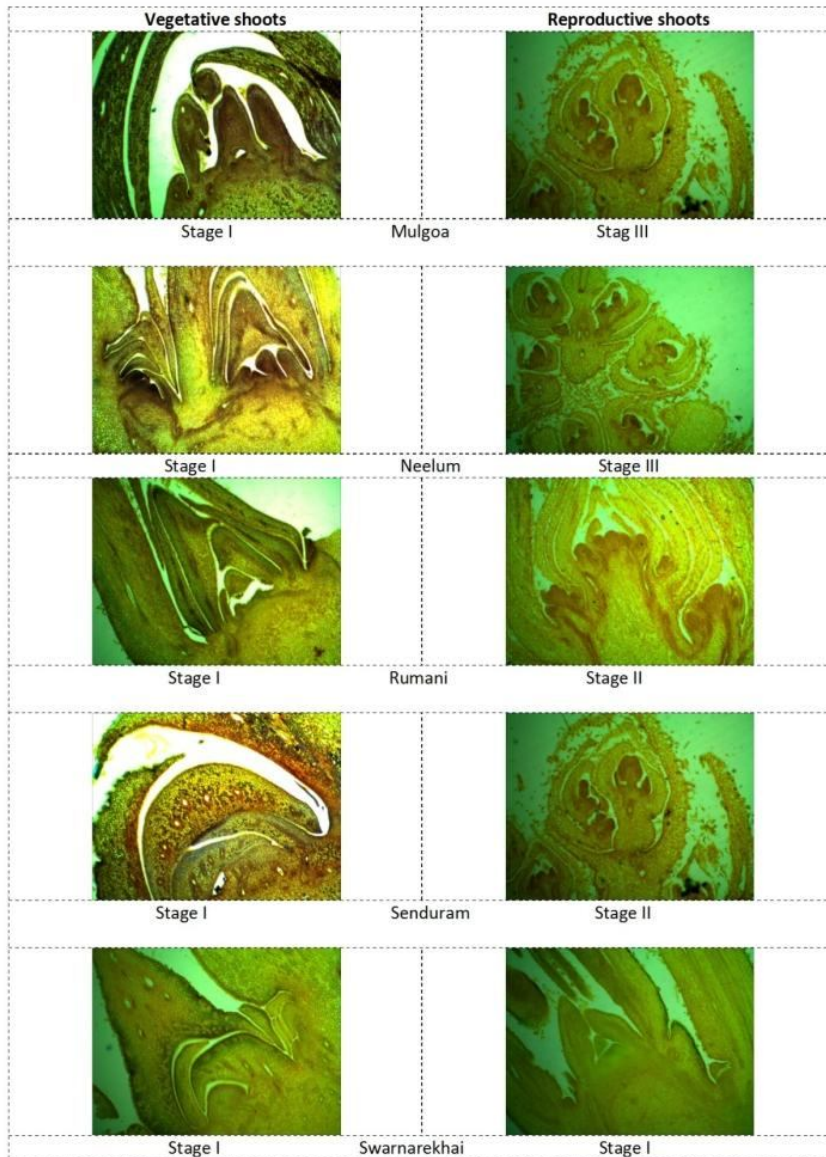 Vegetative shoots Reproductive shoots
Stage I Mulgoa Stag III
Stage I Neelum Stage III
Stage I Rumani Stage II
Stage I Senduram Stage II
Stage I Swarnarekhai Stage I